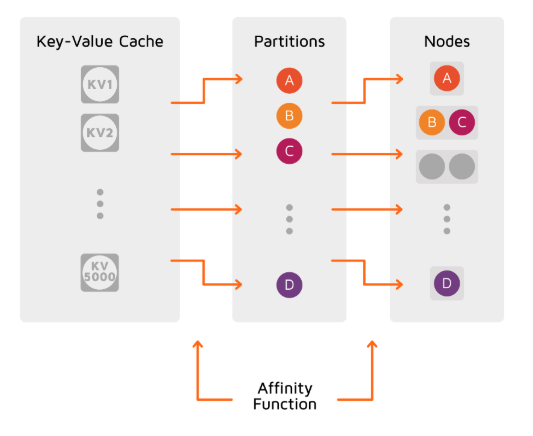 Key-Value Cache
KV1
KV2
KV
5000
Partitions
A
B
C
D
Nodes
A
B C
D
Affinity
Function